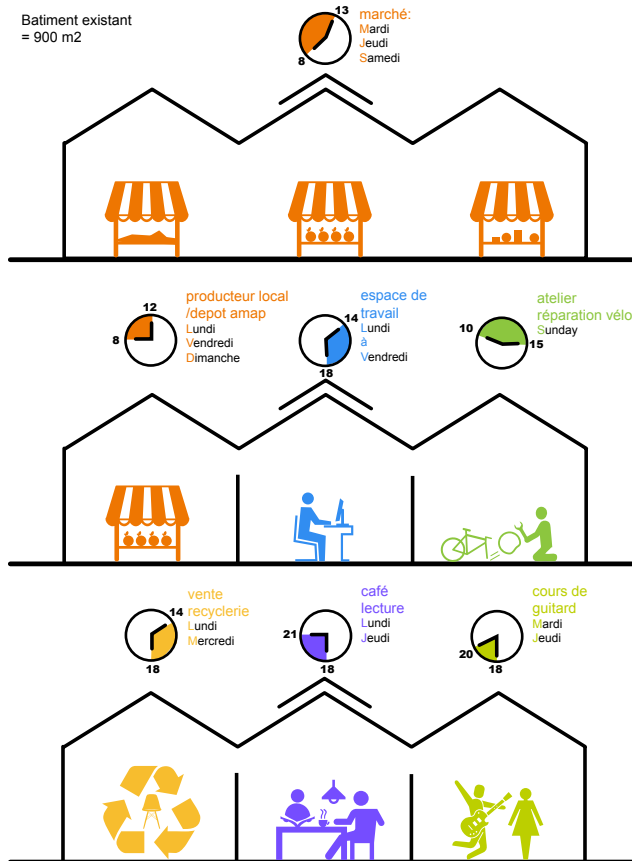 Batiment existant
= 900 m2
13
8
marché:
Mardi
Jeudi
Samedi
12
8
producteur local
/depot amap
Lundi
Vendredi
Dimanche
espace de
travail
14
18
Lundi
à
Vendredi
atelier
réparation vélo
10
15
Sunday
vente
recyclerie
14
18
Lundi
Mercredi
café
lecture
21
18
Lundi
Jeudi
cours de
guitard
20
18
Mardi
Jeudi